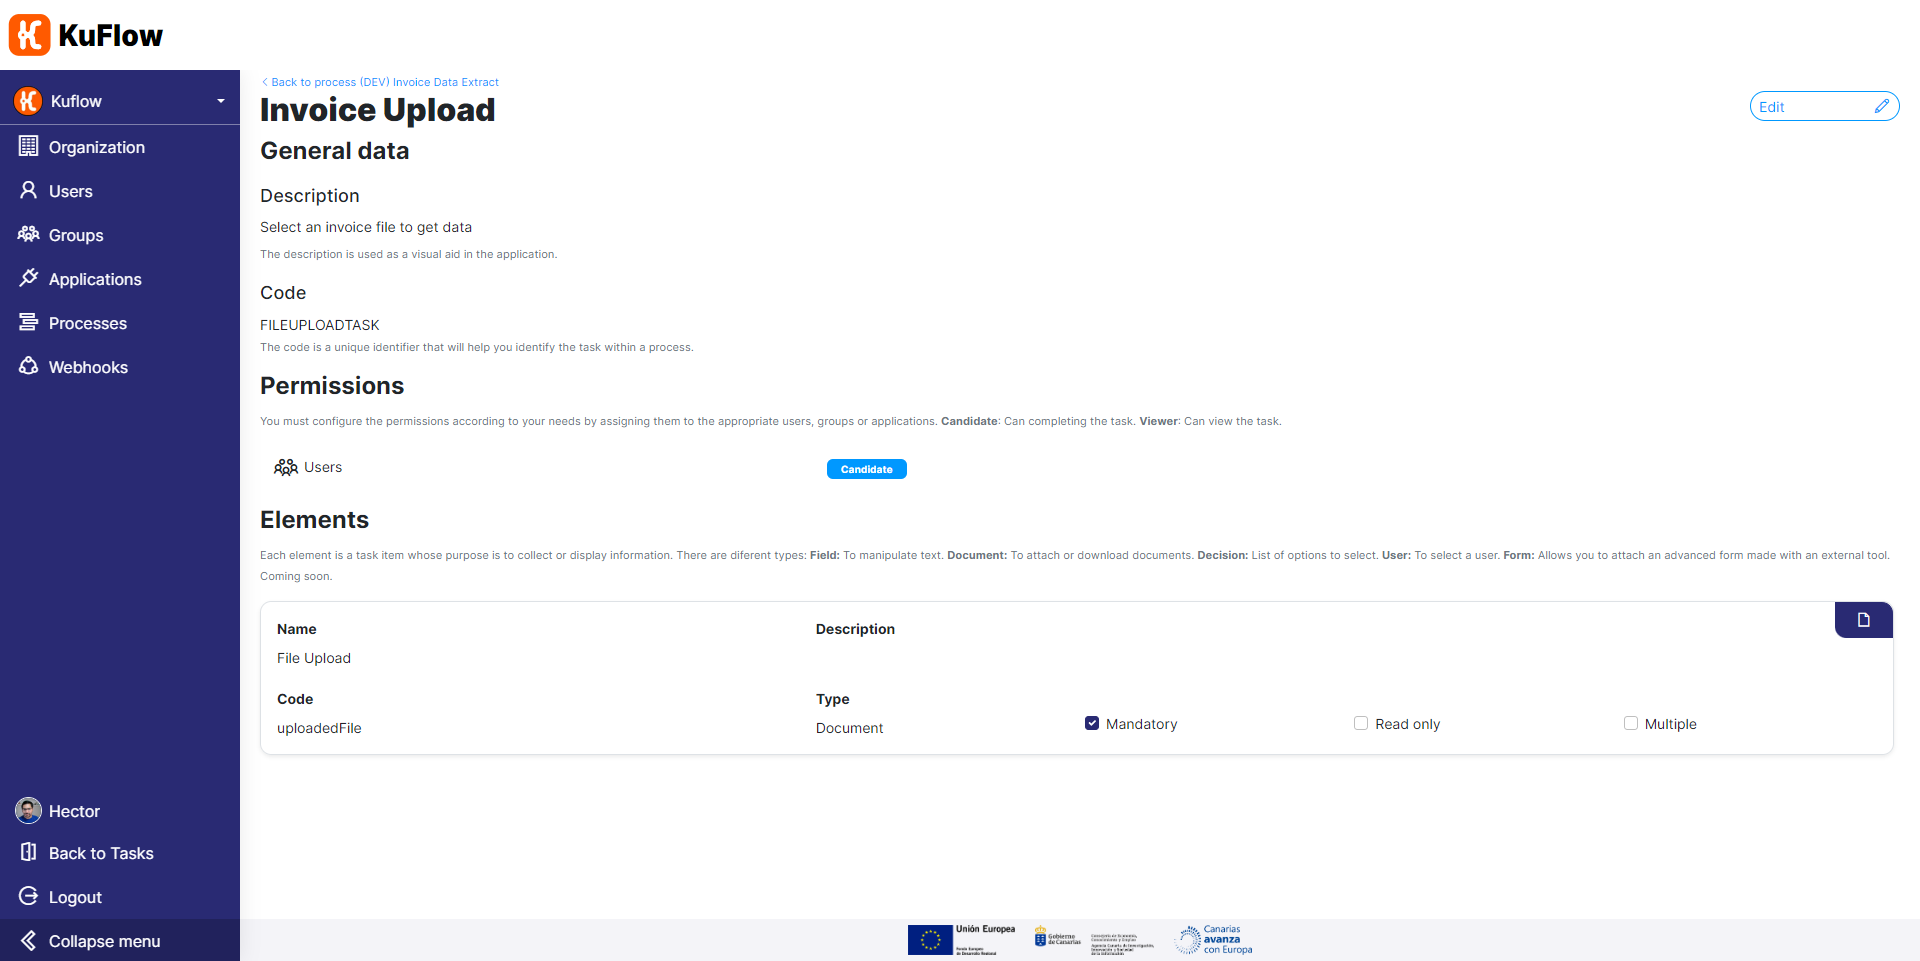 KuFlow
Kuflow
Organization
Users
Groups
Applications
Processes
Webhooks
Hector
Back to Tasks
Logout
Collapse menu
Back to process (DEV) Invoice Data Extract
Invoice Upload
Edit
General data
Description
Select an invoice file to get data
The description is used as a visual aid in the application.
Code
FILEUPLOADTASK
The code is a unique identifier that will help you identify the task within a process.
Permissions
You must configure the permissions according to your needs by assigning them to the appropriate users, groups or applications. Candidate: Can completing the task. Viewer: Can view the task.
Users
Candidate
Elements
Each element is a task item whose purpose is to collect or display information. There are diferent types: Field: To manipulate text. Document: To attach or download documents. Decision: List of options to select. User: To select a user. Form: Allows you to attach an advanced form made with an external tool.
Coming soon.
Name
Description
File Upload
Code
Type
uploadedFile
Document
Mandatory
Read only
Multiple
Unión Europea
Fondo Europeo
de Desarrollo Regional
Gobierno
de Canarias
Canarias
avanza
con Europa